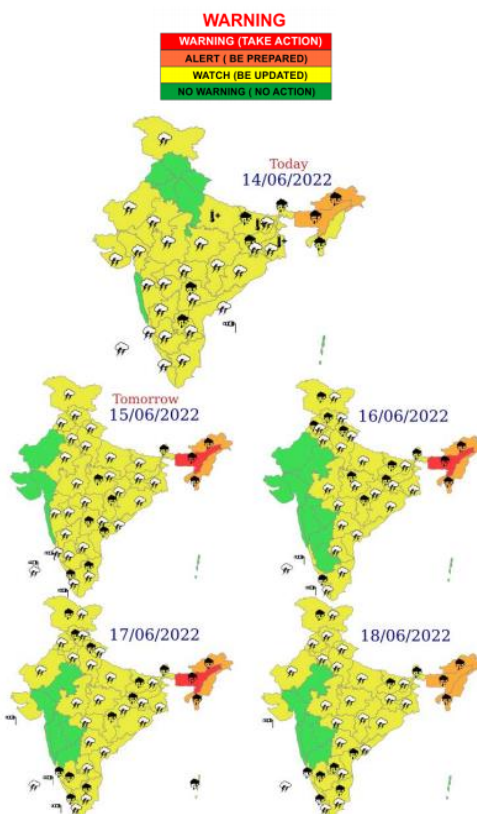 WARNING
WARNING (TAKE ACTION)
ALERT ( BE PREPARED)
WATCH (BE UPDATED)
NO WARNING ( NO ACTION)
Today
14/06/2022
Tomorrow
15/06/2022
16/06/2022
17/06/2022
18/06/2022